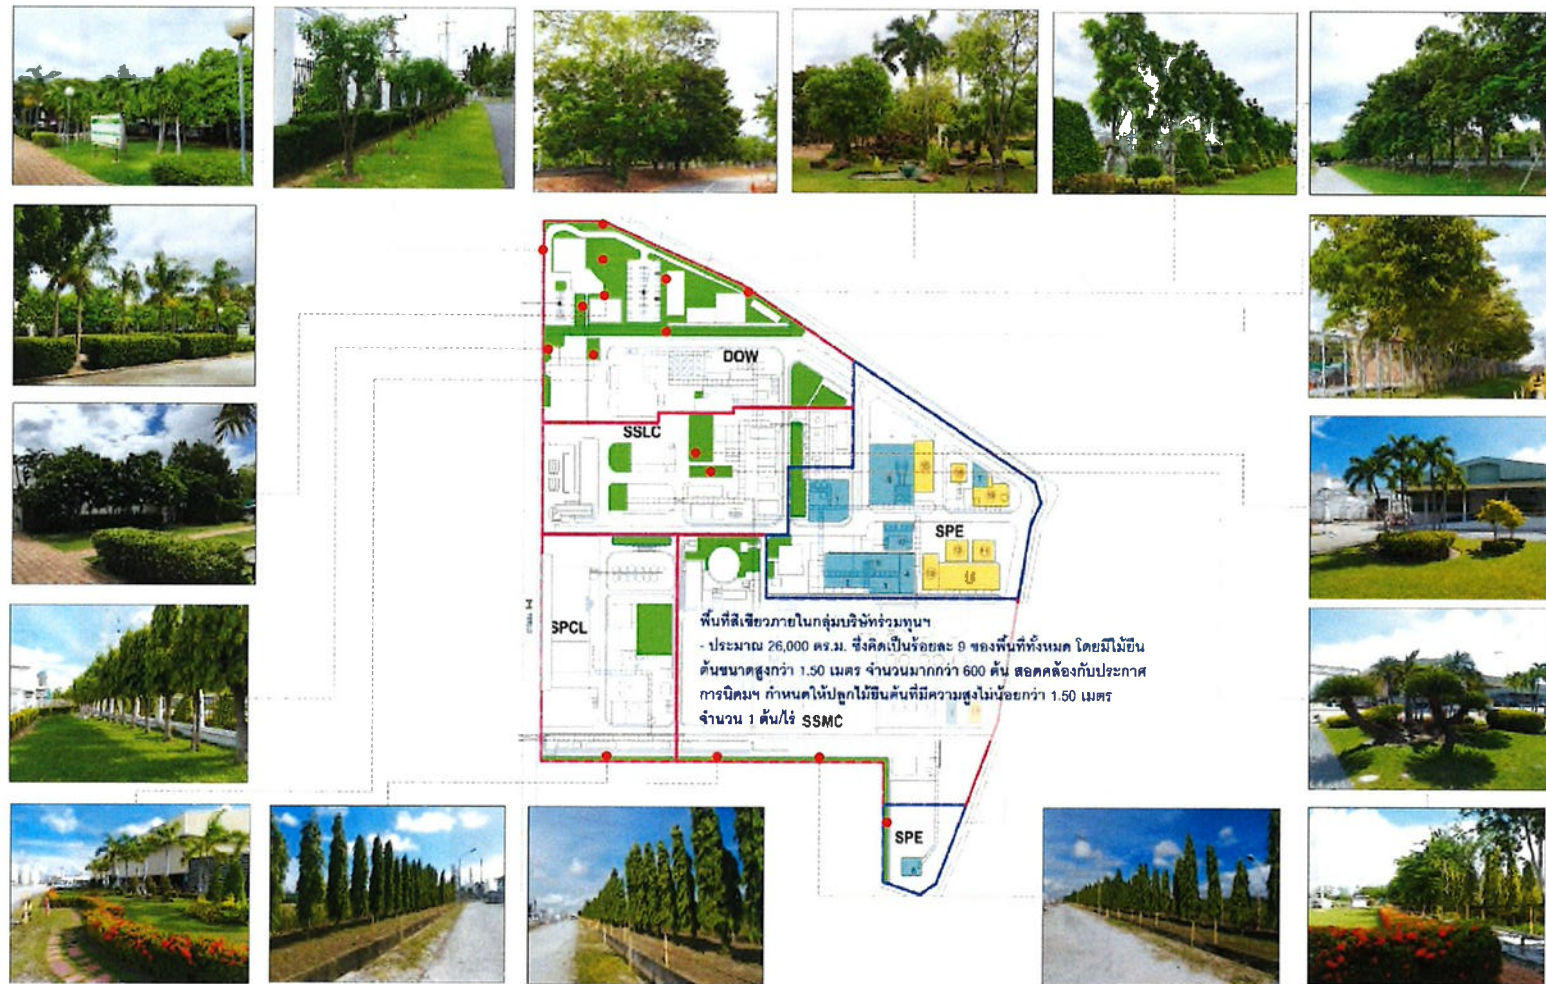 DOW
SSLC
SPE
SPCL
พื้นที่สีเขียวภายในกลุ่มบริษัทร่วมทุนฯ
- ประมาณ 26,000 ตร.ม. ซึ่งคิดเป็นร้อยละ 9 ของพื้นที่ทั้งหมด โดยมีไม้ยืน
ต้นขนาดสูงกว่า 1.50 เมตร จำนวนมากกว่า 600 ต้น สอดคล้องกับประกาศ
การนิคมฯ กำหนดให้ปลูกไม้ยืนต้นที่มีความสูงไม่น้อยกว่า 1.50 เมตร
จำนวน 1 ต้น/ไร่ SSMC
SPE